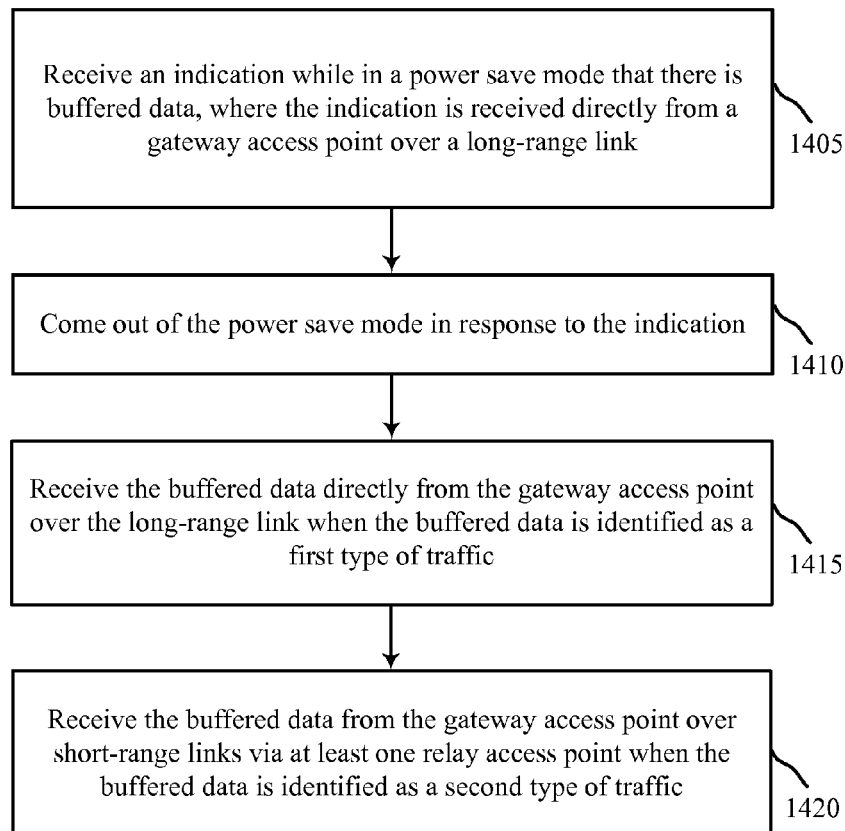 Receive an indication while in a power save mode that there is
buffered data, where the indication is received directly from a
gateway access point over a long-range link
1405
Come out of the power save mode in response to the indication
1410
Receive the buffered data directly from the gateway access point
over the long-range link when the buffered data is identified as a
first type of traffic
1415
Receive the buffered data from the gateway access point over
short-range links via at least one relay access point when the
buffered data is identified as a second type of traffic
1420